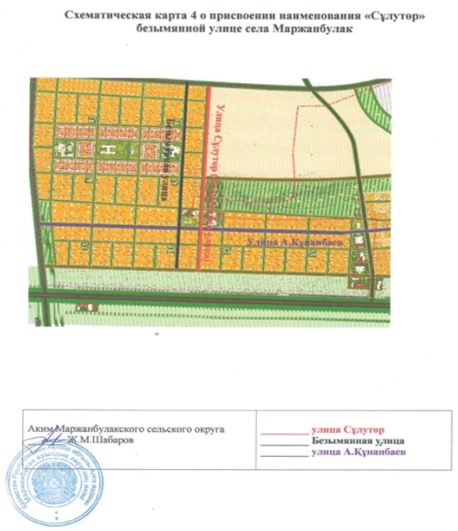 Схематическая карта 4 о присвоении наименования «Сұлутөр»
безымянной улице села Маржанбулак
Улица Сұлутөр
Безымянная улица
Улица А.Құнанбаев
Аким Маржанбулакского сельского округа
Ж.М.Шабаров
улица Сұлутөр
Безымянная улица
улица А.Құнанбаев